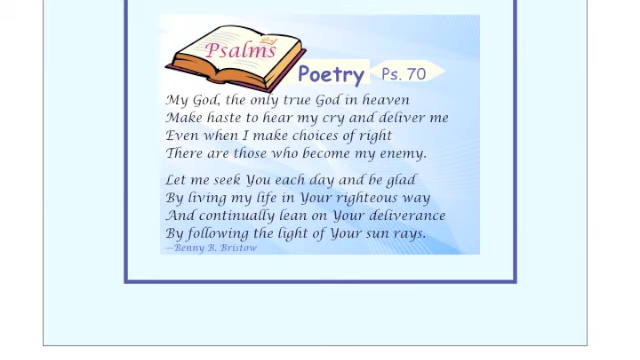 Psalms
Poetry Ps. 70
My God, the only true God in heaven
Make haste to hear my cry and deliver me
Even when I make choices of right
There are those who become my enemy.
Let me seek You each day and be glad
By living my life in Your righteous way
And continually lean on Your deliverance
By following the light of Your sun rays.
—Benny B. Bristow